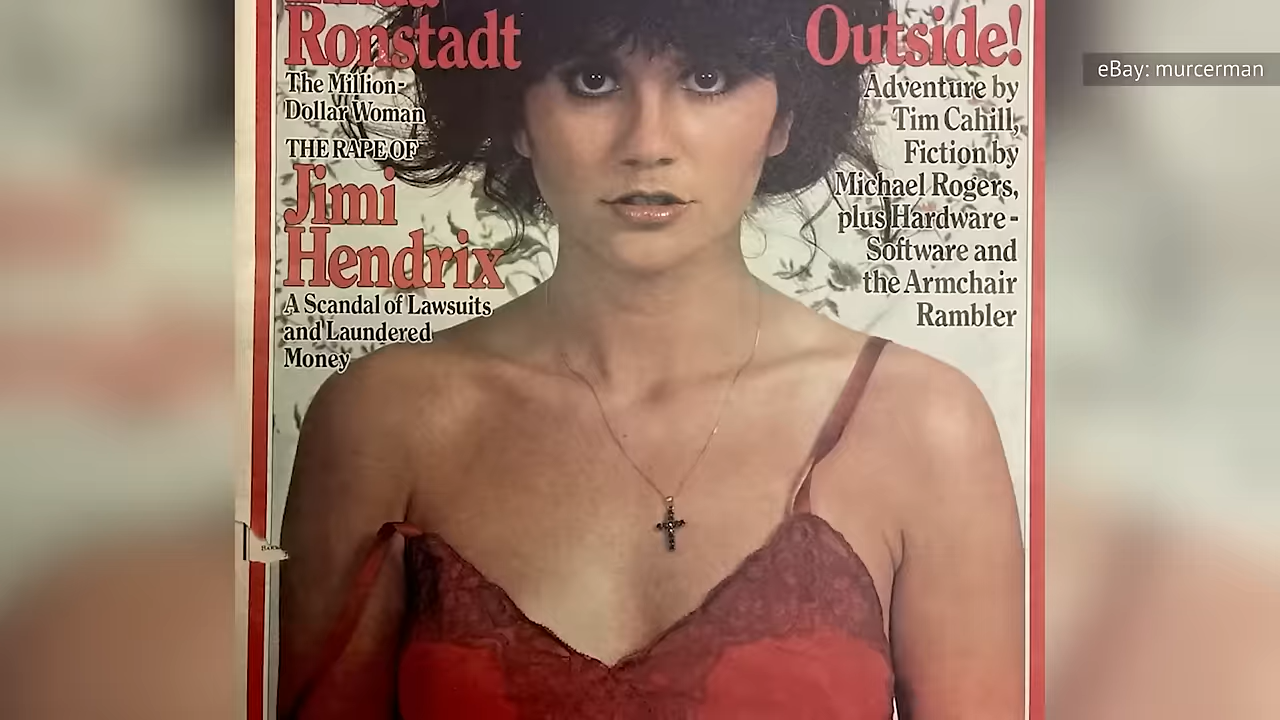 Ronstadt
The Million-
Dollar Woman
THE RAPE OF
Jimi
Hendrix
A Scandal of Lawsuits
and Laundered
Money
Outside!
Adventure by
Tim Cahill,
Fiction by
Michael Rogers,
plus Hardware-
Software and
the Armchair
Rambler
eBay: murcerman